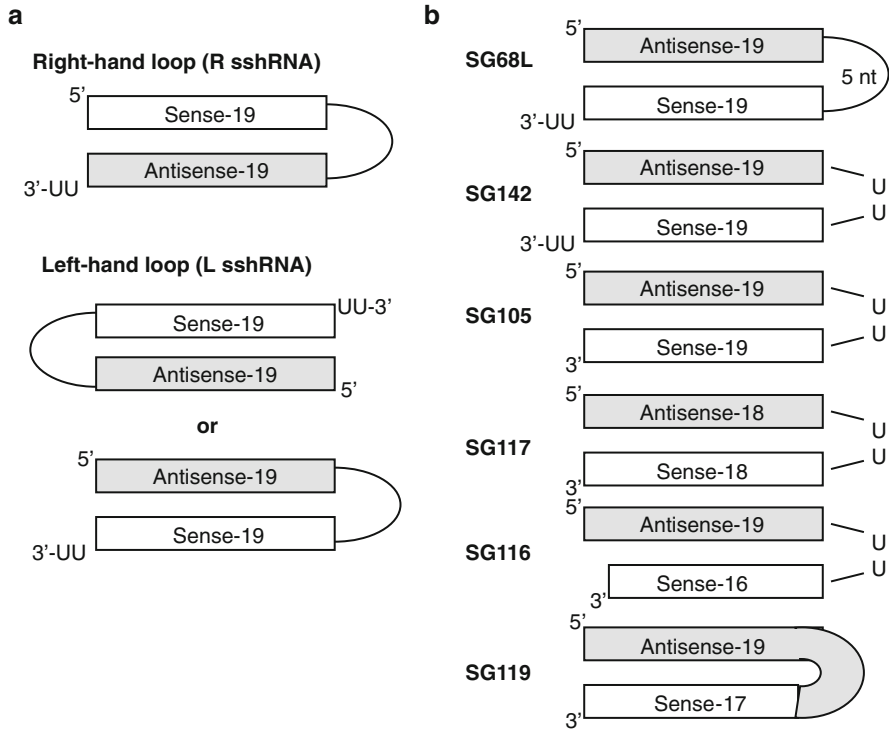 a
Right-hand loop (R sshRNA)
5’
Sense-19
Antisense-19
3’-UU
Left-hand loop (L sshRNA)
UU-3’
Sense-19
Antisense-19
5’
or
5’
Antisense-19
Sense-19
3’-UU
b
5’
SG68L
Antisense-19
5 nt
Sense-19
3’-UU
5’
Antisense-19
U
SG142
U
Sense-19
3’-UU
5’
Antisense-19
U
SG105
U
Sense-19
3’
5’
Antisense-18
U
SG117
U
Sense-18
3’
5’
Antisense-19
U
SG116
U
Sense-16
3’
5’
Antisense-19
SG119
Sense-17
3’